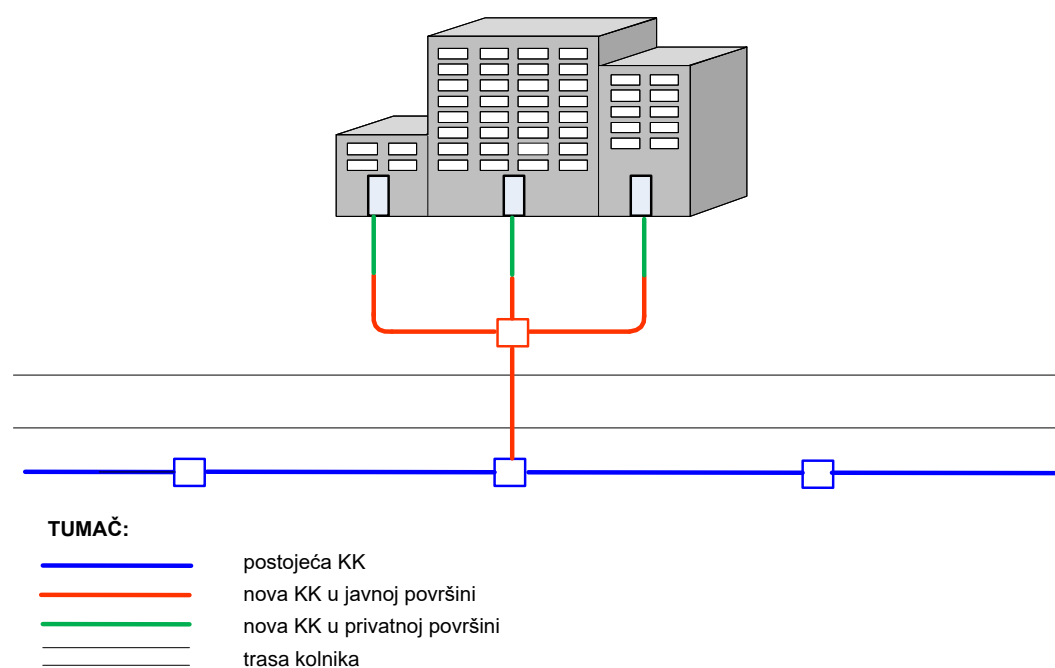 TUMAČ:
postojeća KK
nova KK u javnoj površini
nova KK u privatnoj površini
trasa kolnika